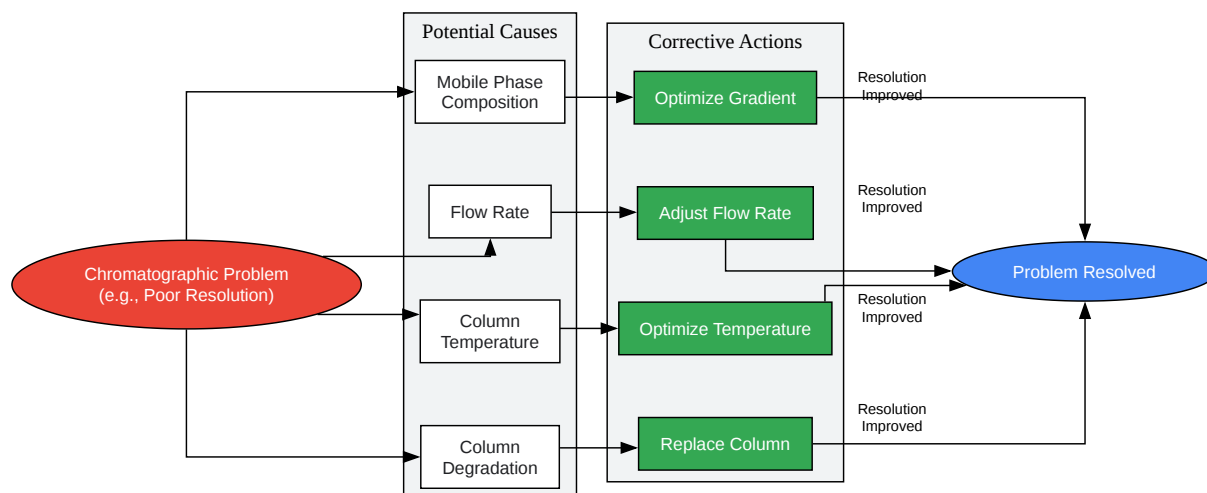 Potential Causes
Corrective Actions
Mobile Phase
Composition
Optimize Gradient
Resolution
Improved
Flow Rate
Adjust Flow Rate
Resolution
Improved
Chromatographic Problem
(e.g., Poor Resolution)
Problem Resolved
Column
Temperature
Optimize Temperature
Resolution
Improved
Column
Degradation
Replace Column
Resolution
Improved